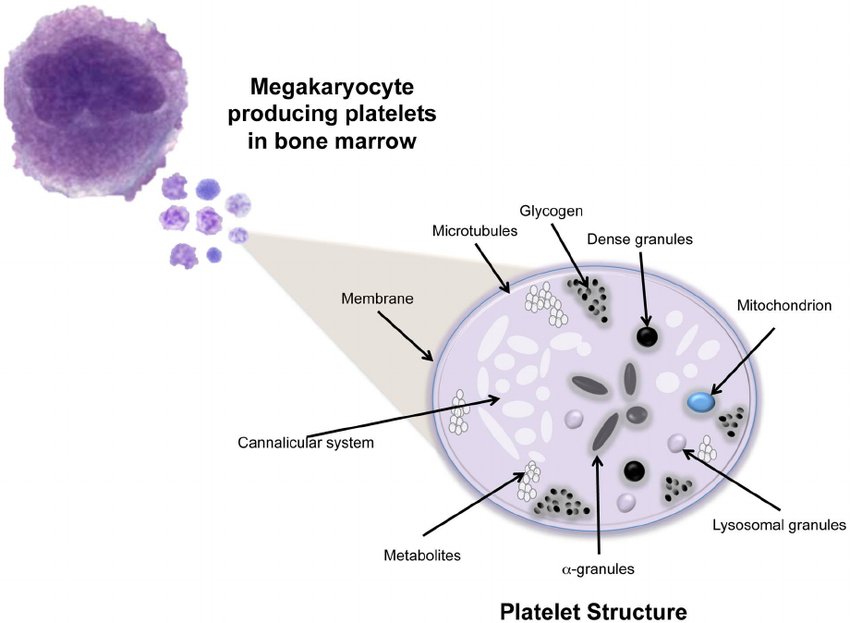 Megakaryocyte
producing platelets
in bone marrow
Glycogen
Microtubules
Dense granules
Membrane
Mitochondrion
Cannalicular system
Lysosomal granules
Metabolites
α-granules
Platelet Structure